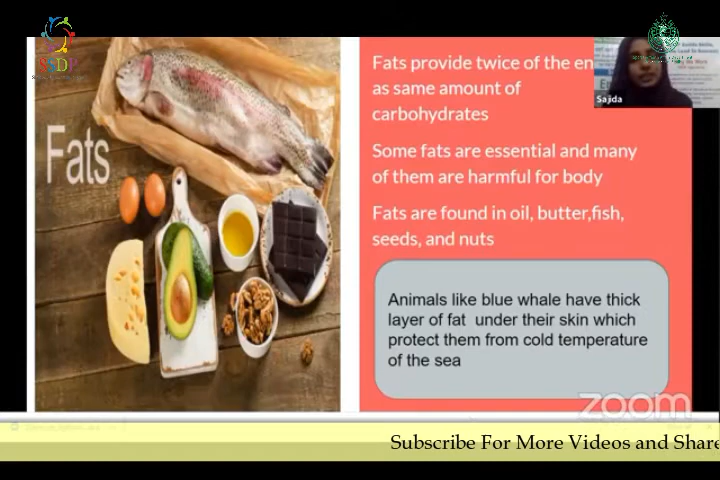 SSDP
Fats
Fats provide twice of the en
as same amount of
carbohydrates
Some fats are essential and many
of them are harmful for body
Fats are found in oil, butter,fish,
seeds, and nuts
Animals like blue whale have thick
layer of fat under their skin which
protect them from cold temperature
of the sea
Sajda
zoom
Subscribe For More Videos and Share